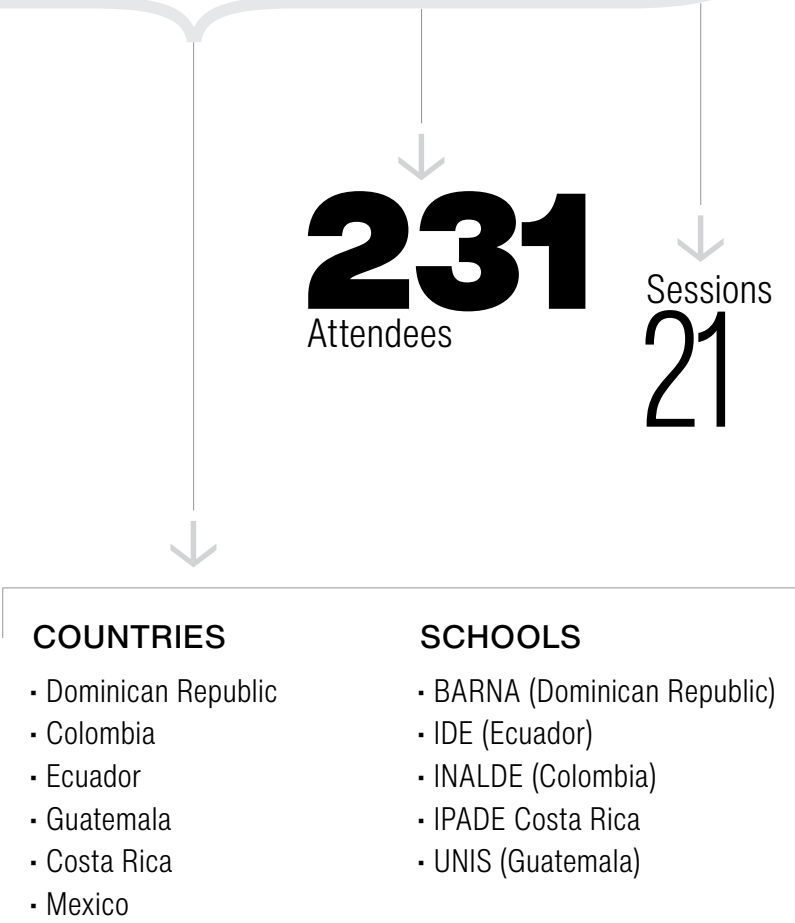 231
Attendees
Sessions
21
COUNTRIES
· Dominican Republic
· Colombia
· Ecuador
· Guatemala
· Costa Rica
· Mexico
SCHOOLS
· BARNA (Dominican Republic)
· IDE (Ecuador)
· INALDE (Colombia)
· IPADE Costa Rica
· UNIS (Guatemala)